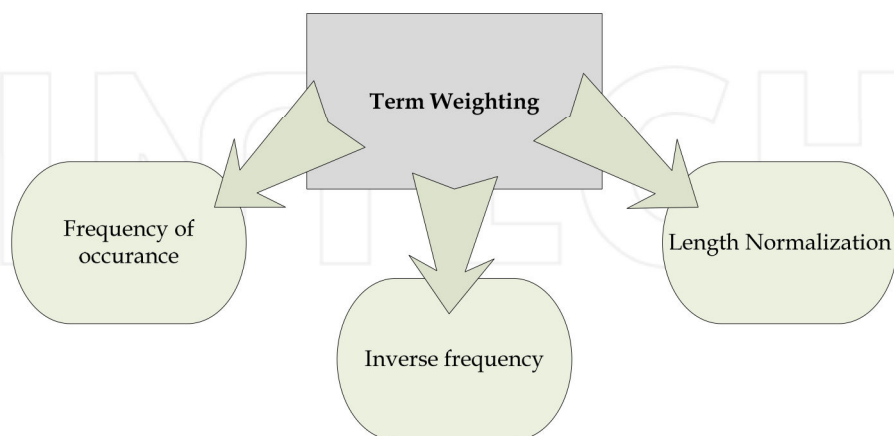 Term Weighting
Frequency of
occurance
Length Normalization
Inverse frequency